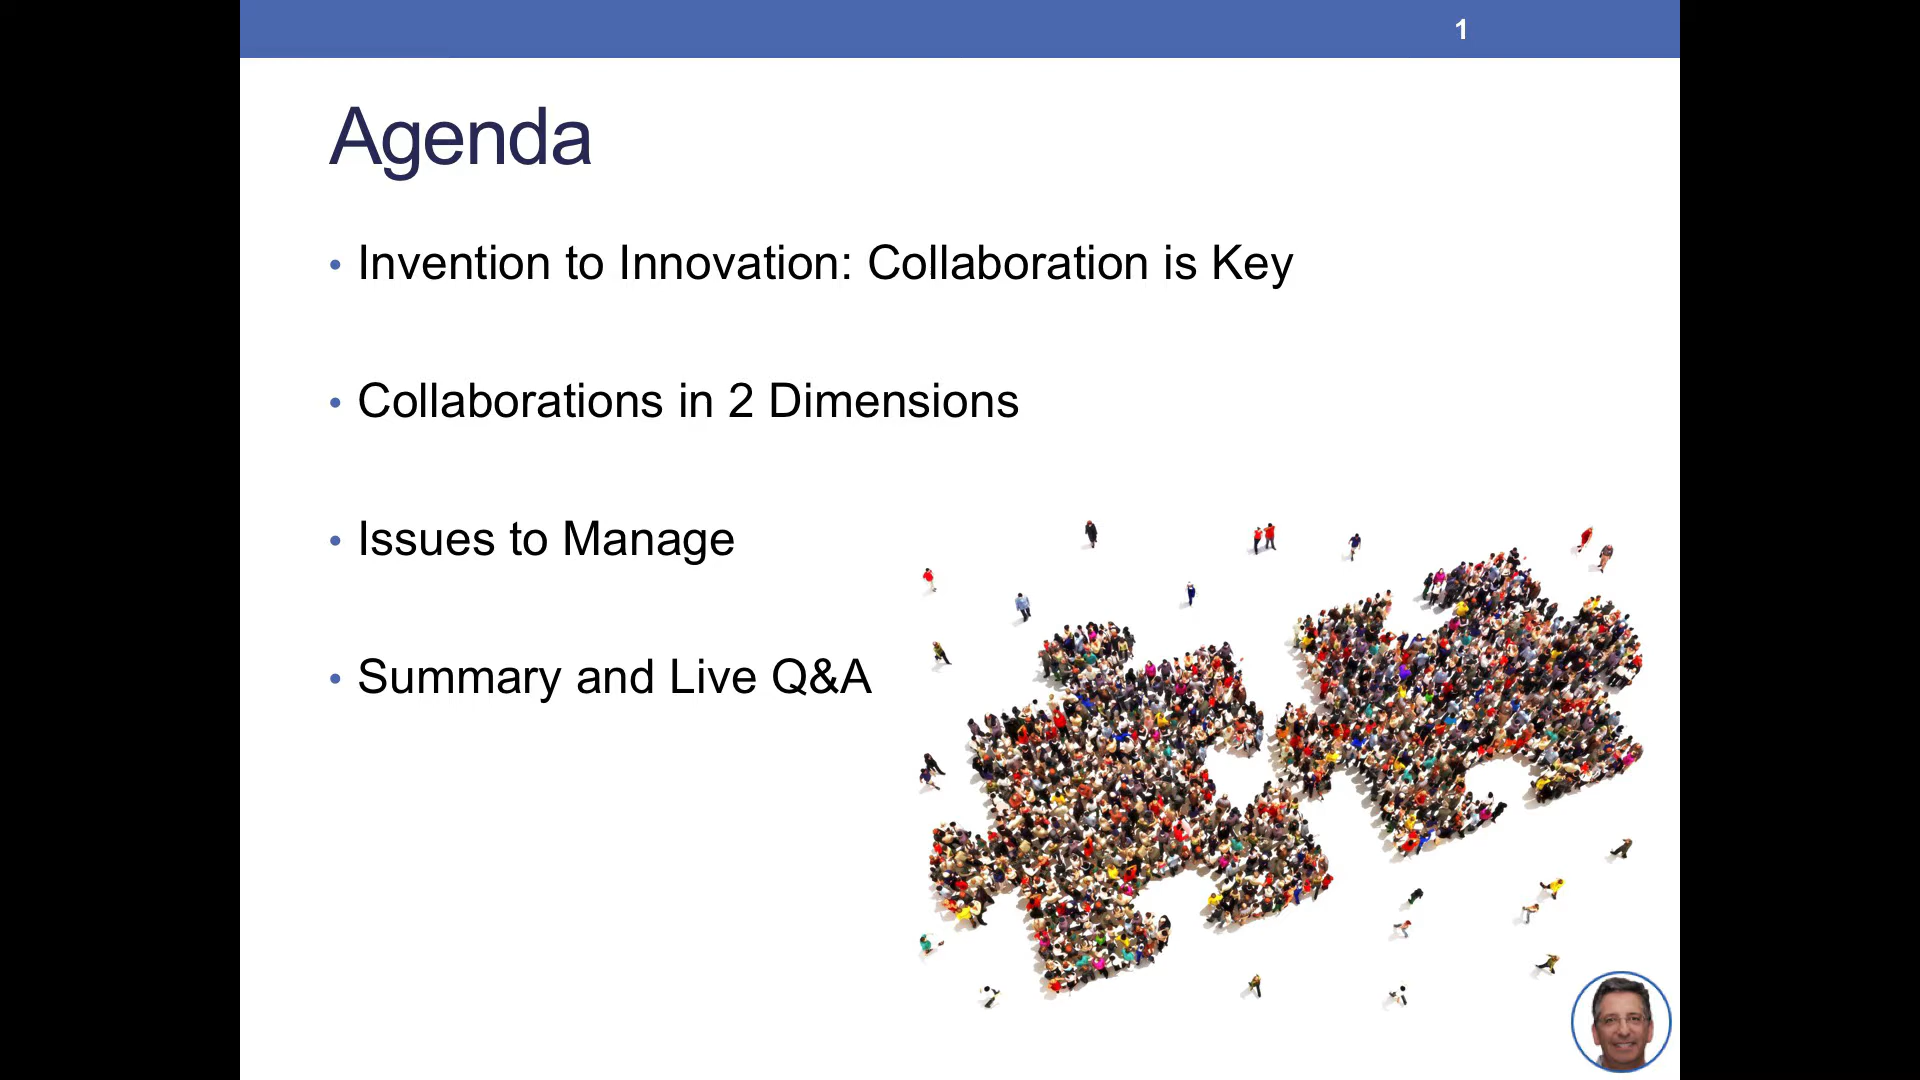 1
Agenda
• Invention to Innovation: Collaboration is Key
• Collaborations in 2 Dimensions
• Issues to Manage
• Summary and Live Q&A